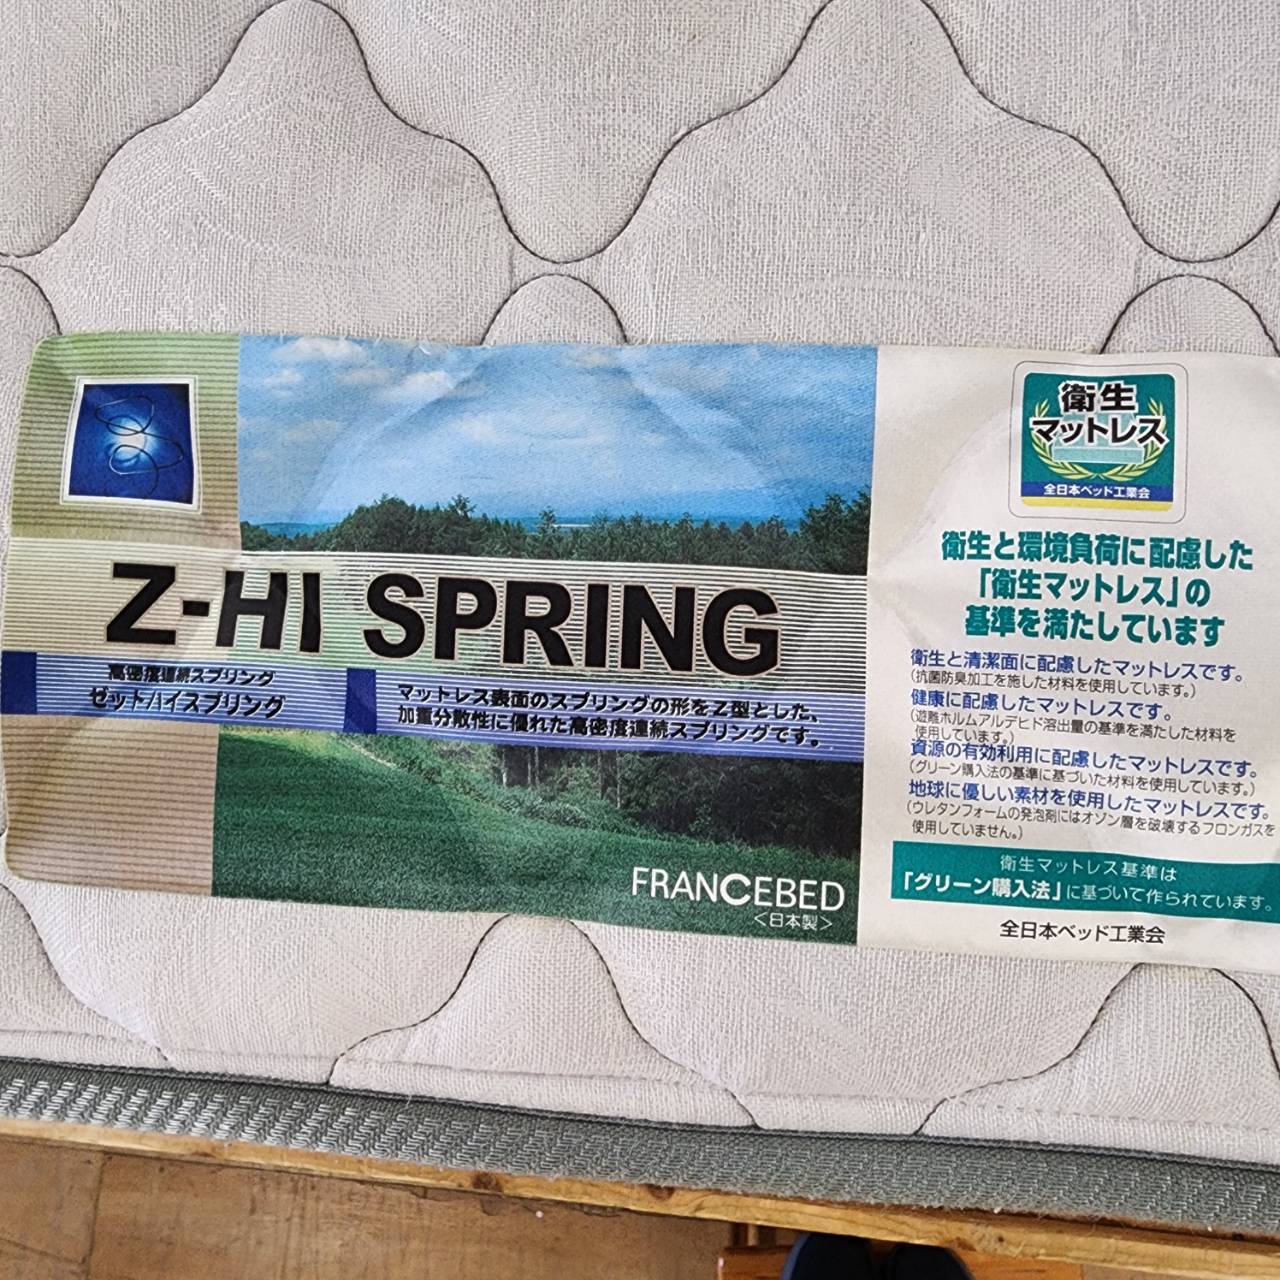 Z-HI SPRING
高密度連続スプリング
ゼットハイスプリング
マットレス表面のスプリングの形をZ型とした、
加重分散性に優れた高密度連続スプリングです。
FRANCEBED
<日本製>
衛生
マットレス
全日本ベッド工業会
衛生と環境負荷に配慮した
「衛生マットレス」の
基準を満たしています
衛生と清潔面に配慮したマットレスです。
(抗菌防臭加工を施した材料を使用しています。)
健康に配慮したマットレスです。
(遊離ホルムアルデヒド溶出量の基準を満たした材料を
使用しています。)
資源の有効利用に配慮したマットレスです。
(グリーン購入法の基準に基づいた材料を使用しています。)
地球に優しい素材を使用したマットレスです。
(ウレタンフォームの発泡剤にはオゾン層を破壊するフロンガスを
使用していません。)
衛生マットレス基準は
「グリーン購入法」に基づいて作られています。
全日本ベッド工業会